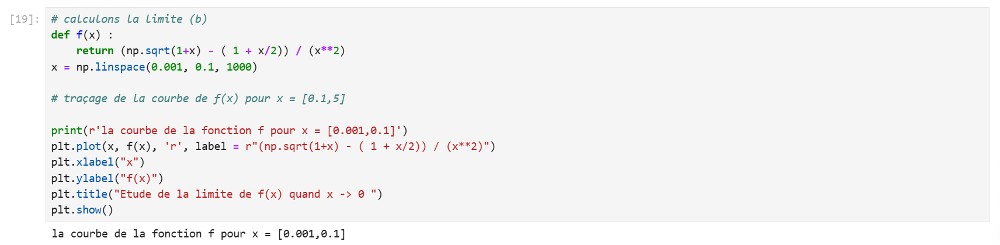 [19]: # calculons la limite (b)
def f(x) :
    return (np.sqrt(1+x) - ( 1 + x/2)) / (x**2)
x = np.linspace(0.001, 0.1, 1000)
# traçage de la courbe de f(x) pour x = [0.1,5]
print(r'la courbe de la fonction f pour x = [0.001,0.1]')
plt.plot(x, f(x), 'r', label = r"(np.sqrt(1+x) - ( 1 + x/2)) / (x**2)")
plt.xlabel("x")
plt.ylabel("f(x)")
plt.title("Etude de la limite de f(x) quand x -> 0 ")
plt.show()
la courbe de la fonction f pour x = [0.001,0.1]